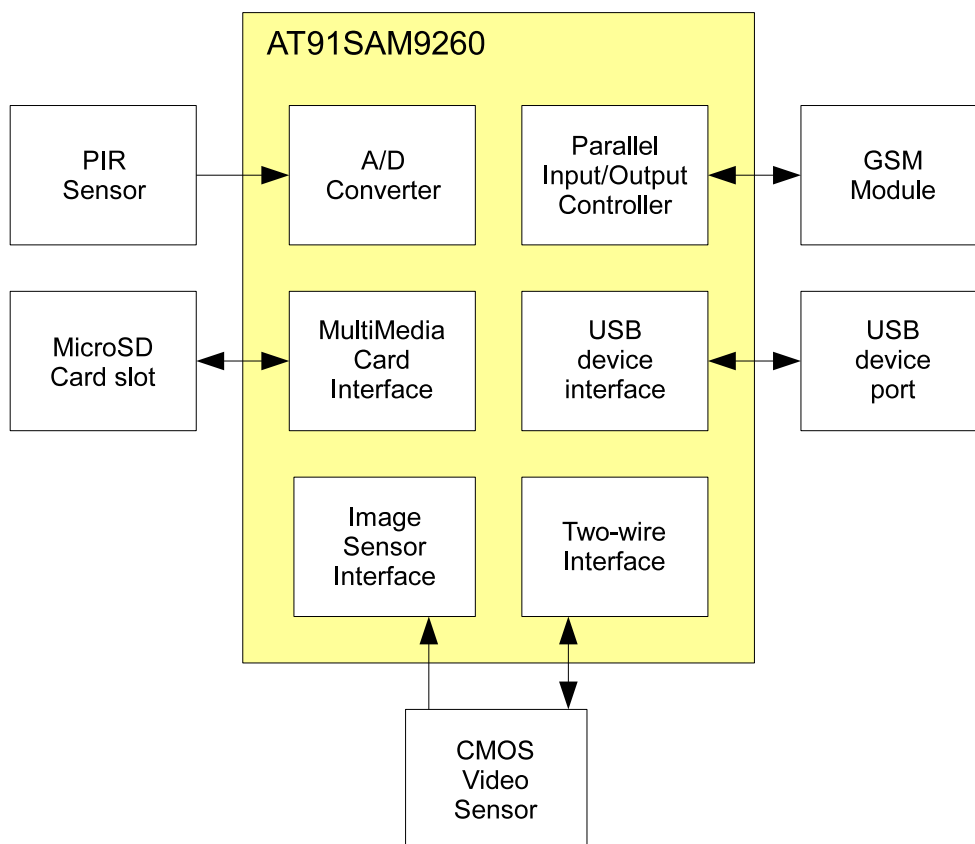 AT91SAM9260
PIR
Sensor
A/D
Converter
Parallel
Input/Output
Controller
GSM
Module
MicroSD
Card slot
MultiMedia
Card
Interface
USB
device
interface
USB
device
port
Image
Sensor
Interface
Two-wire
Interface
CMOS
Video
Sensor